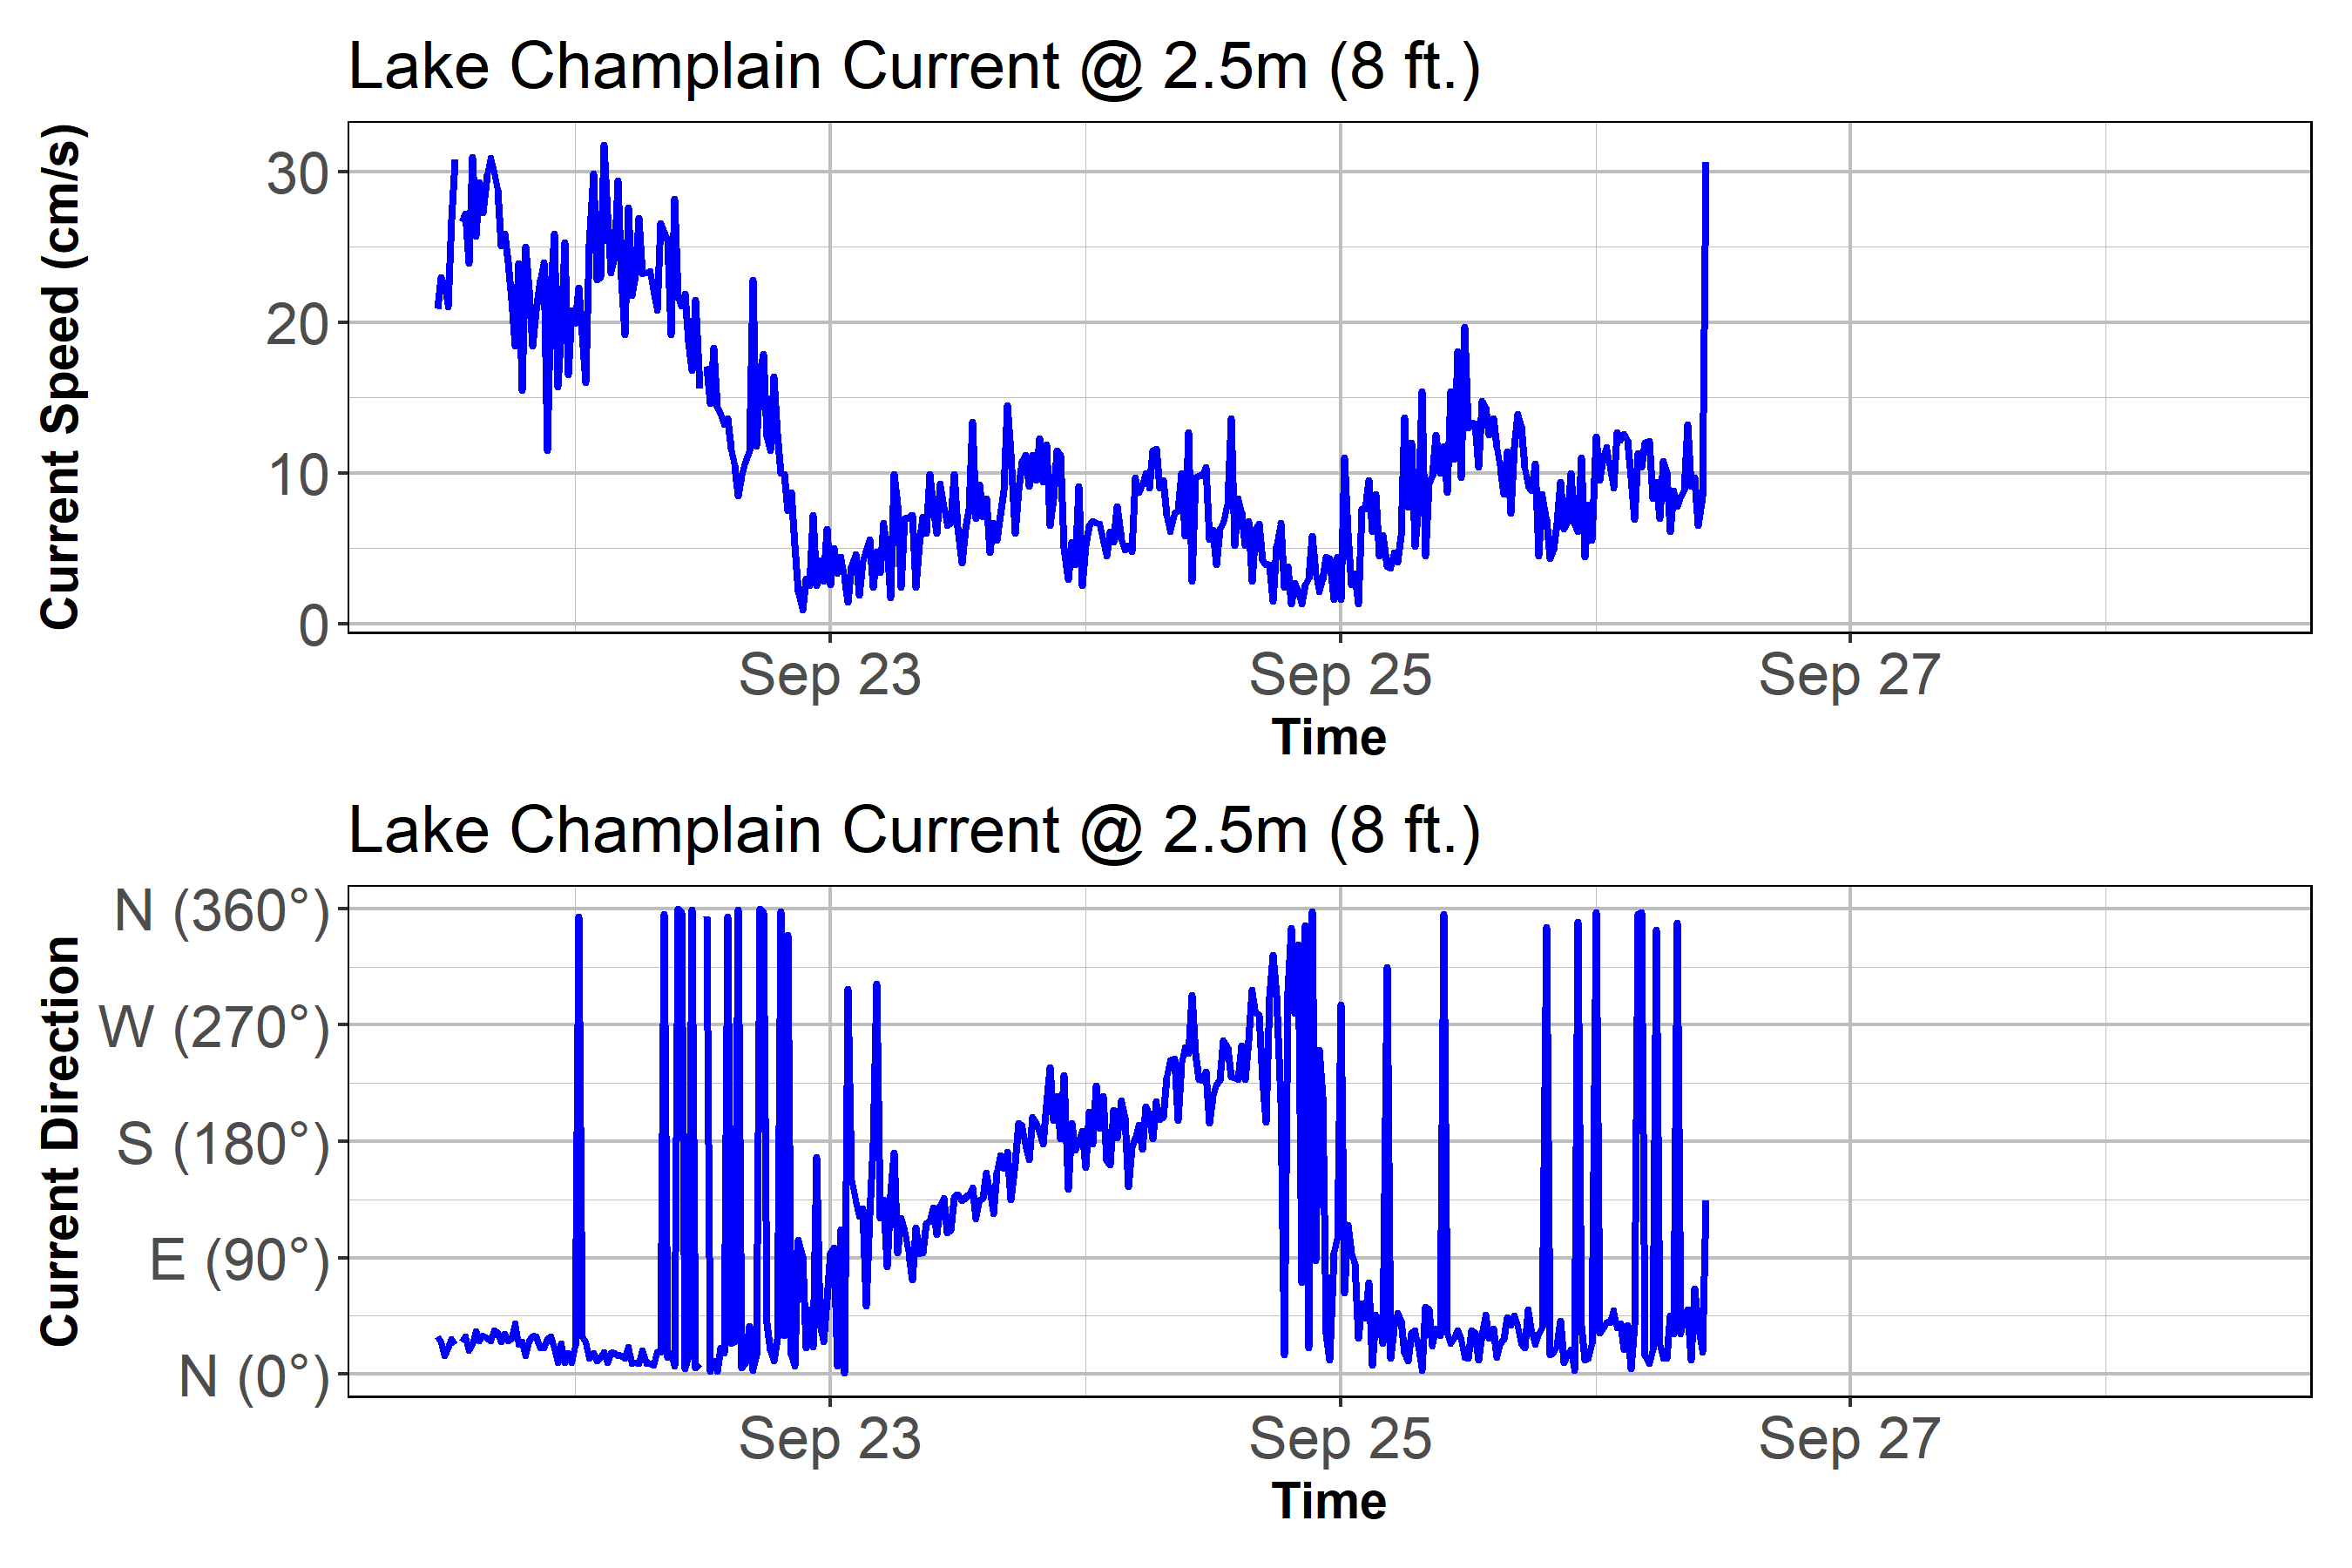 Lake Champlain Current @ 2.5m (8 ft.)
Current Speed (cm/s)
30
20
10
0
Sep 23 Sep 25 Sep 27
Time
Lake Champlain Current @ 2.5m (8 ft.)
Current Direction
N (360°)
W (270°)
S (180°)
E (90°)
N (0°)
Sep 23 Sep 25 Sep 27
Time